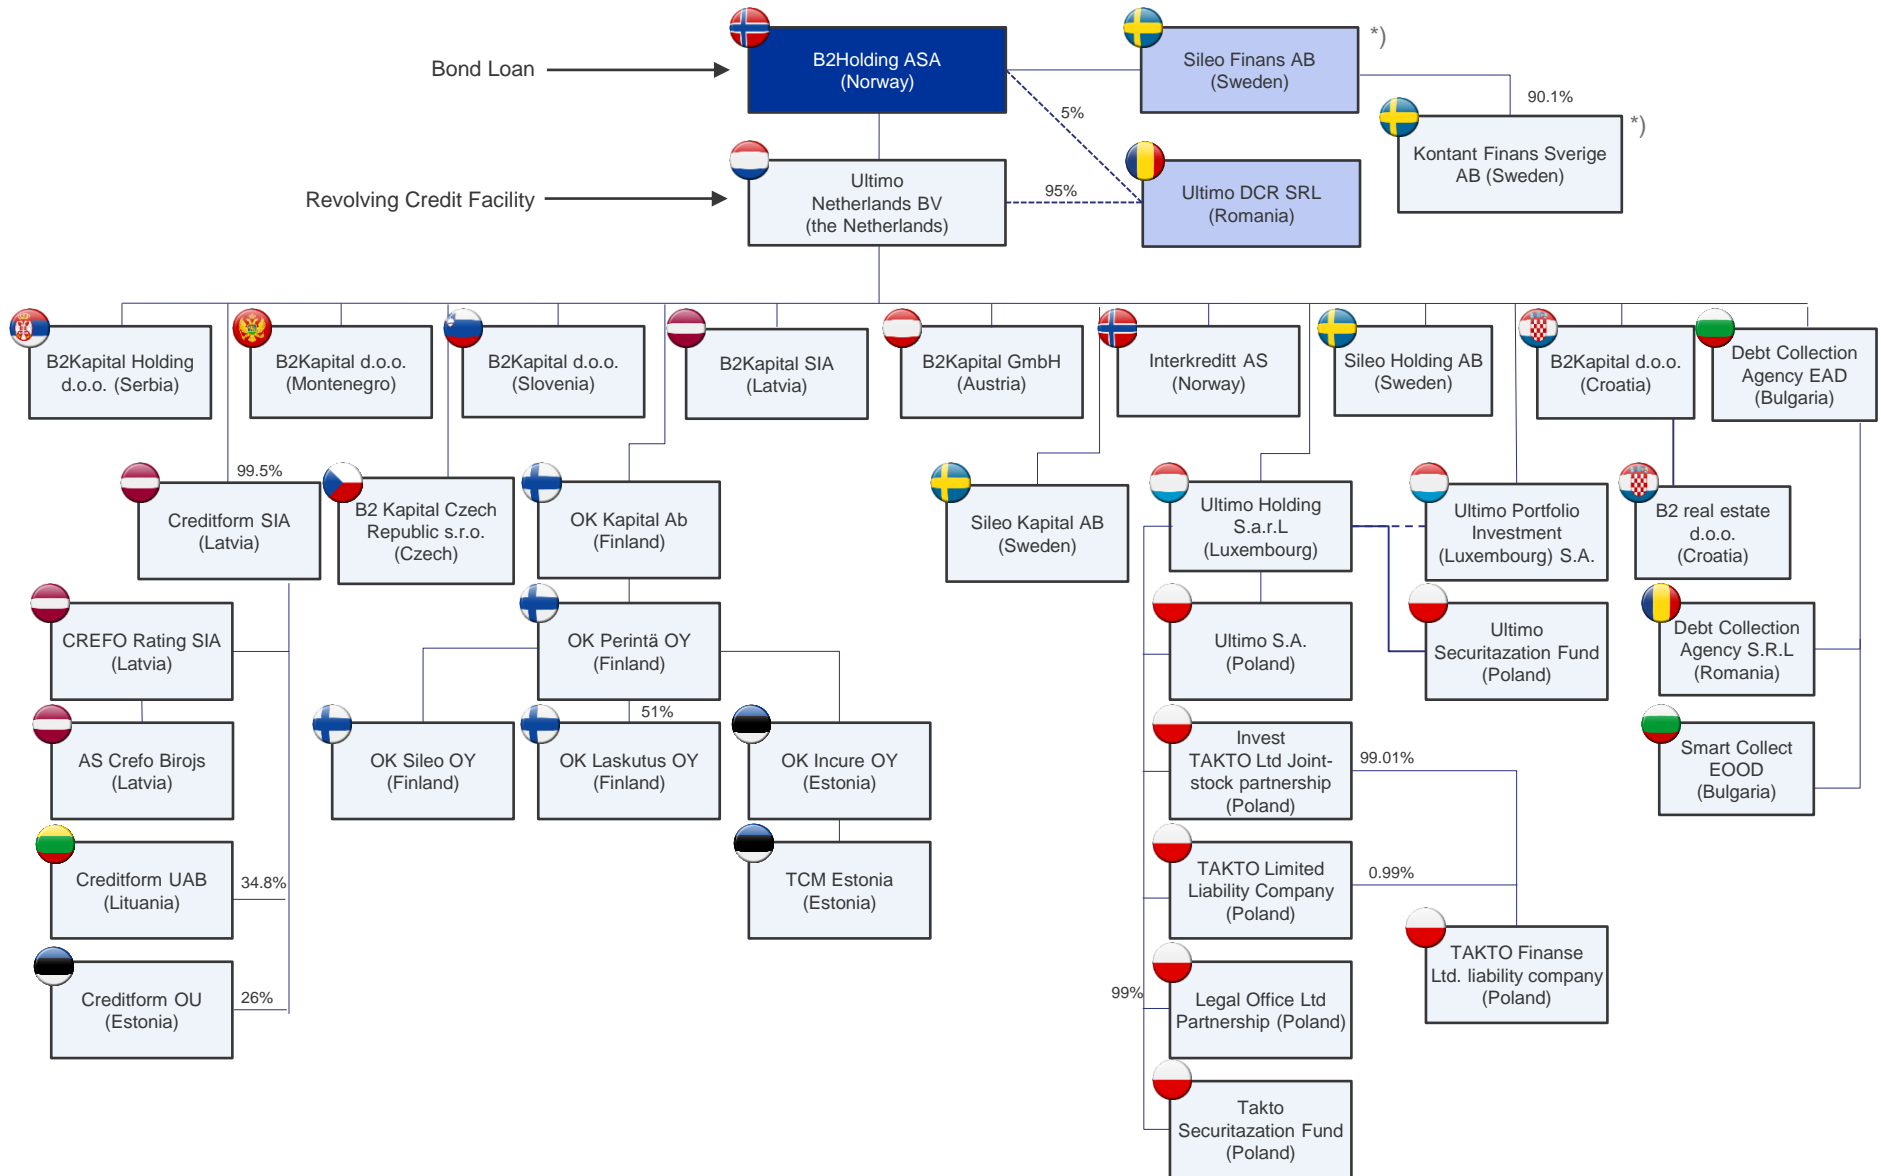 Bond Loan
B2Holding ASA
(Norway)
Sileo Finans AB
(Sweden)
*)
90.1%
5%
Kontant Finans Sverige
AB (Sweden)
*)
Revolving Credit Facility
Ultimo
Netherlands BV
(the Netherlands)
95%
Ultimo DCR SRL
(Romania)
B2Kapital Holding
d.o.o. (Serbia)
B2Kapital d.o.o.
(Montenegro)
B2Kapital d.o.o.
(Slovenia)
B2Kapital SIA
(Latvia)
B2Kapital GmbH
(Austria)
Interkreditt AS
(Norway)
Sileo Holding AB
(Sweden)
B2Kapital d.o.o.
(Croatia)
Debt Collection
Agency EAD
(Bulgaria)
99.5%
Creditform SIA
(Latvia)
B2 Kapital Czech
Republic s.r.o.
(Czech)
OK Kapital Ab
(Finland)
Sileo Kapital AB
(Sweden)
Ultimo Holding
S.a.r.L
(Luxembourg)
Ultimo Portfolio
Investment
(Luxembourg) S.A.
B2 real estate
d.o.o.
(Croatia)
CREFO Rating SIA
(Latvia)
OK Perintä OY
(Finland)
Ultimo S.A.
(Poland)
Ultimo
Securitazation Fund
(Poland)
Debt Collection
Agency S.R.L
(Romania)
51%
AS Crefo Birojs
(Latvia)
OK Sileo OY
(Finland)
OK Laskutus OY
(Finland)
OK Incure OY
(Estonia)
Invest
TAKTO Ltd Joint-
stock partnership
(Poland)
99.01%
Smart Collect
EOOD
(Bulgaria)
Creditform UAB
(Lituania)
34.8%
TCM Estonia
(Estonia)
TAKTO Limited
Liability Company
(Poland)
0.99%
TAKTO Finanse
Ltd. liability company
(Poland)
Creditform OU
(Estonia)
26%
99%
Legal Office Ltd
Partnership (Poland)
Takto
Securitazation Fund
(Poland)